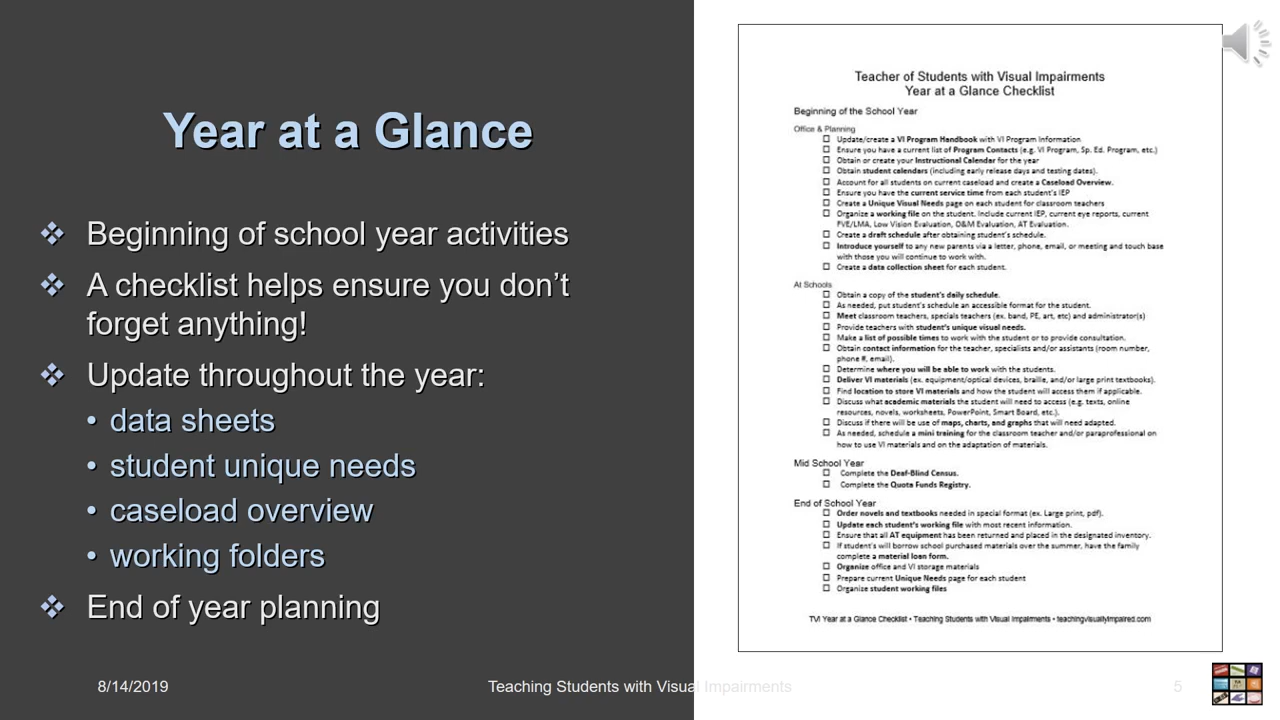 Year at a Glance
❖ Beginning of school year activities
❖ A checklist helps ensure you don’t
forget anything!
❖ Update throughout the year:
• data sheets
• student unique needs
• caseload overview
• working folders
❖ End of year planning
Teacher of Students with Visual Impairments
Year at a Glance Checklist
Beginning of the School Year
Office & Planning
☐ Update/create a VI Program Handbook with VI Program Information
☐ Ensure you have a current list of Program Contacts (e.g. VI Program, Sp. Ed. Program, etc.)
☐ Obtain or create your Instructional Calendar for the year
☐ Obtain student calendars (including early release days and testing dates).
☐ Account for all students on current caseload and create a Caseload Overview.
☐ Ensure you have the current service time from each student's IEP
☐ Create a Unique Visual Needs page on each student for classroom teachers
☐ Organize a working file on the student. Include current IEP, current eye reports, current
FVE/LMA, Low Vision Evaluation, O&M Evaluation, AT Evaluation.
☐ Create a draft schedule after obtaining student's schedule.
☐ Introduce yourself to any new parents via a letter, phone, email, or meeting and touch base
with those you will continue to work with.
☐ Create a data collection sheet for each student.
At Schools
☐ Obtain a copy of the student's daily schedule.
☐ As needed, put student's schedule an accessible format for the student.
☐ Meet classroom teachers, specials teachers (ex. band, PE, art, etc) and administrator(s)
☐ Provide teachers with student's unique visual needs.
☐ Make a list of possible times to work with the student or to provide consultation.
☐ Obtain contact information for the teacher, specialists and/or assistants (room number,
phone #, email).
☐ Determine where you will be able to work with the students.
☐ Deliver VI materials (ex. equipment/optical devices, braille, and/or large print textbooks).
☐ Find location to store VI materials and how the student will access them if applicable.
☐ Discuss what academic materials the student will need to access (e.g. texts, online
resources, novels, worksheets, PowerPoint, Smart Board, etc.).
☐ Discuss if there will be use of maps, charts, and graphs that will need adapted.
☐ As needed, schedule a mini training for the classroom teacher and/or paraprofessional on
how to use VI materials and on the adaptation of materials.
Mid School Year
☐ Complete the Deaf-Blind Census.
☐ Complete the Quota Funds Registry.
End of School Year
☐ Order novels and textbooks needed in special format (ex. Large print, pdf).
☐ Update each student's working file with most recent information.
☐ Ensure that all AT equipment has been returned and placed in the designated inventory.
☐ If student's will borrow school purchased materials over the summer, have the family
complete a material loan form.
☐ Organize office and VI storage materials
☐ Prepare current Unique Needs page for each student
☐ Organize student working files
TVI Year at a Glance Checklist • Teaching Students with Visual Impairments • teachingvisuallyimpaired.com
8/14/2019
Teaching Students with Visual Impairments
5